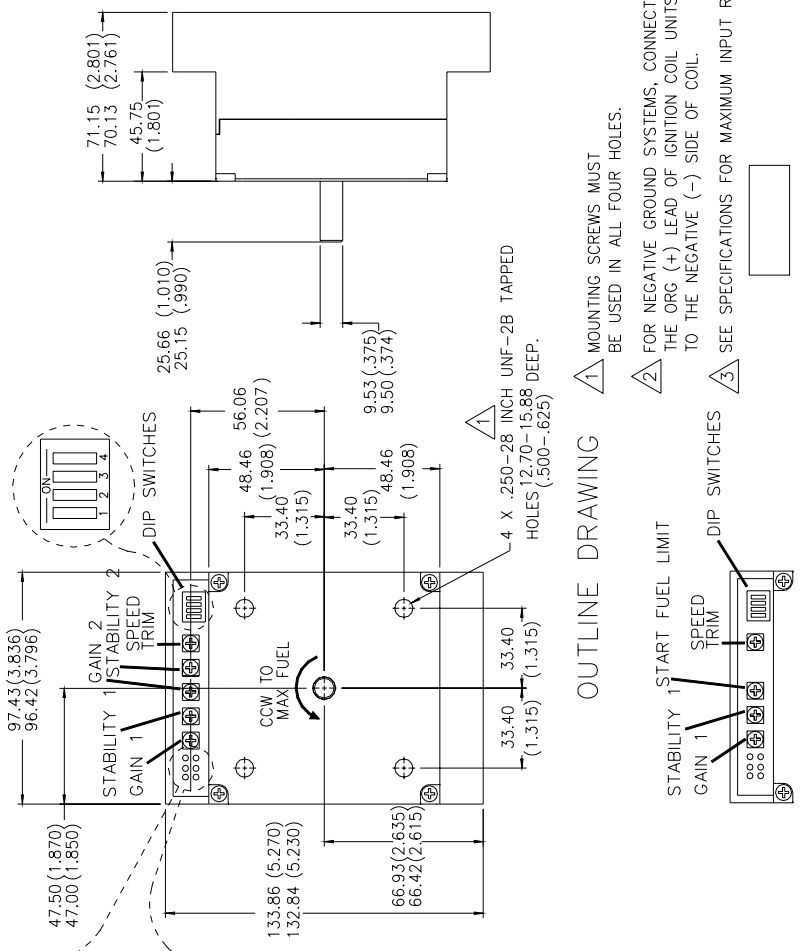 71.15 (2.801)
70.13 (2.761)
45.75
(1.801)
25.66 (1.010)
25.15 (.990)
9.53 (.375)
9.50 (.374)
ON
1 2 3 4
DIP SWITCHES
97.43 (3.836)
96.42 (3.796)
47.50 (1.870)
47.00 (1.850)
STABILITY 1
GAIN 1
GAIN 2
STABILITY 2
SPEED
TRIM
CCW TO
MAX FUEL
56.06
(2.207)
48.46
(1.908)
33.40
(1.315)
33.40
(1.315)
48.46
(1.908)
133.86 (5.270)
132.84 (5.230)
66.93 (2.635)
66.42 (2.615)
33.40
(1.315)
33.40
(1.315)
1
4 X .250-28 INCH UNF-2B TAPPED
HOLES 12.70-15.88 DEEP.
(.500-.625)
OUTLINE DRAWING
1 MOUNTING SCREWS MUST
BE USED IN ALL FOUR HOLES.
2 FOR NEGATIVE GROUND SYSTEMS, CONNECT
THE ORG (+) LEAD OF IGNITION COIL UNITS
TO THE NEGATIVE (-) SIDE OF COIL.
3 SEE SPECIFICATIONS FOR MAXIMUM INPUT
STABILITY 1
GAIN 1
START FUEL LIMIT
SPEED
TRIM
DIP SWITCHES